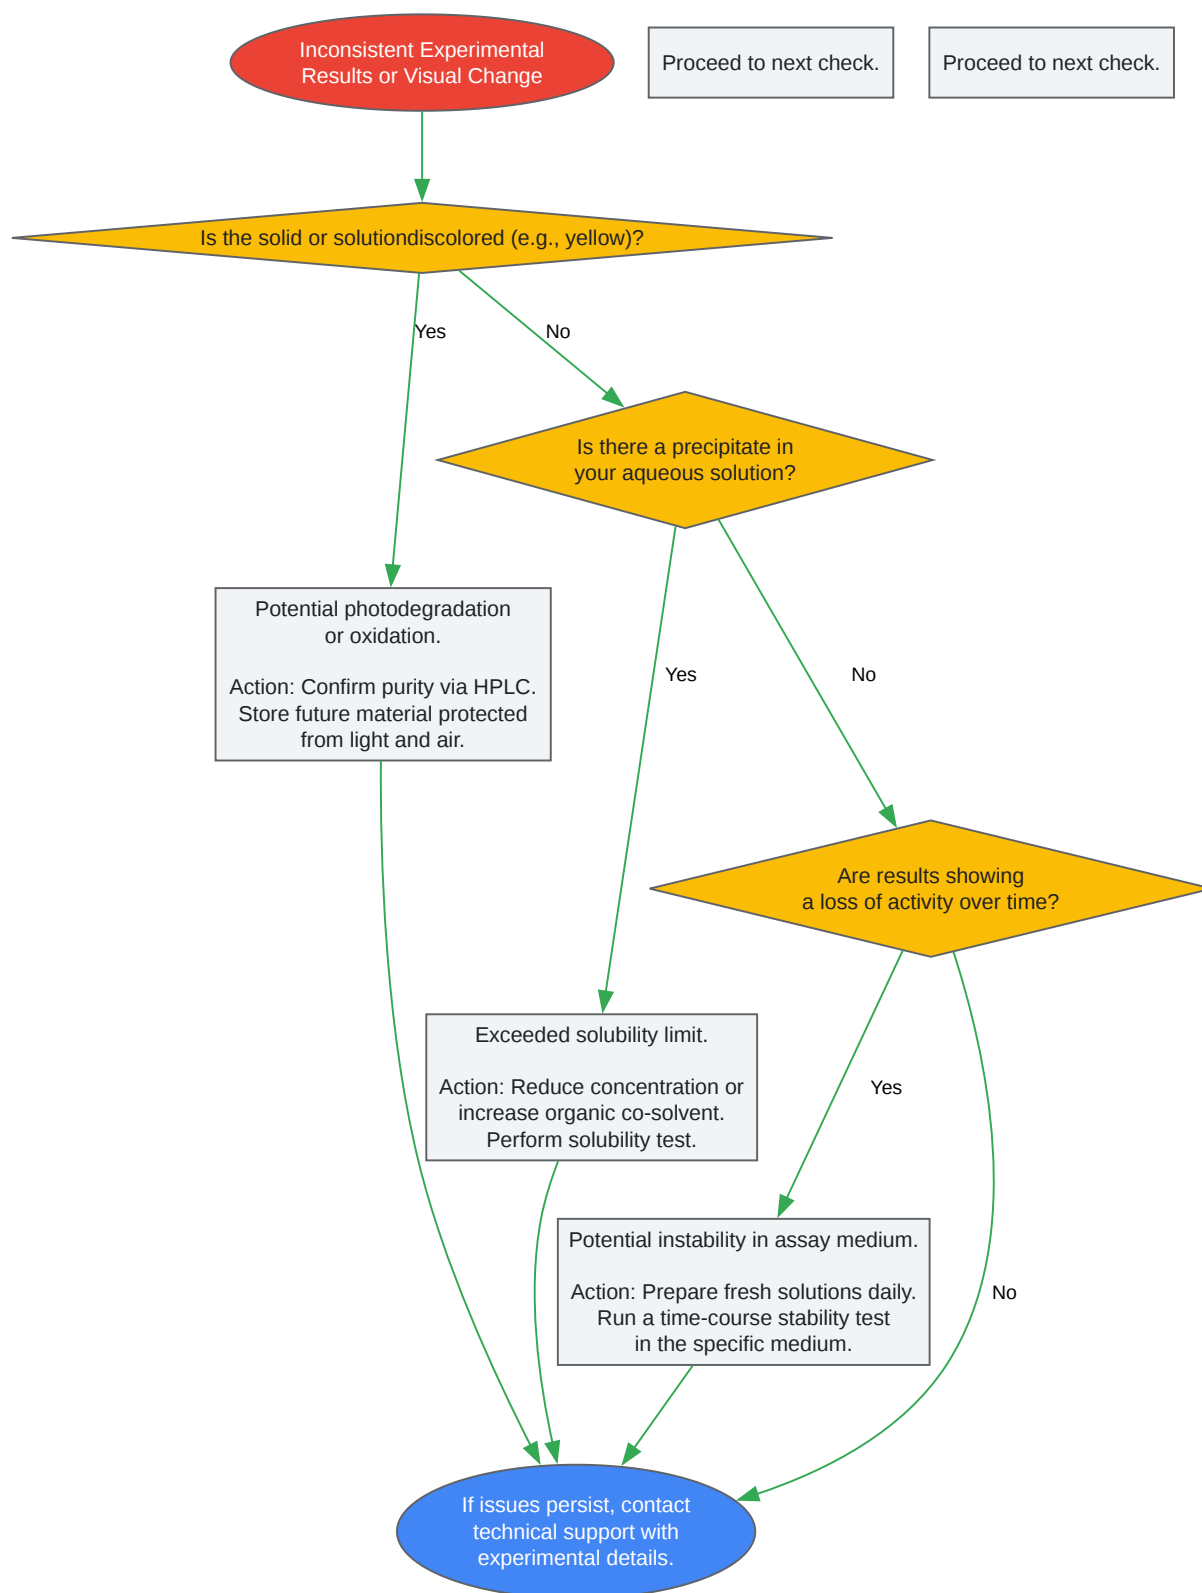 Inconsistent Experimental
Results or Visual Change
Proceed to next check.
Proceed to next check.
Is the solid or solutiondiscolored (e.g., yellow)?
Yes
No
Is there a precipitate in
your aqueous solution?
Potential photodegradation
or oxidation.
Action: Confirm purity via HPLC.
Store future material protected
from light and air.
Yes
No
Are results showing
a loss of activity over time?
Exceeded solubility limit.
Action: Reduce concentration or
increase organic co-solvent.
Perform solubility test.
Yes
Potential instability in assay medium.
Action: Prepare fresh solutions daily.
Run a time-course stability test
in the specific medium.
No
If issues persist, contact
technical support with
experimental details.